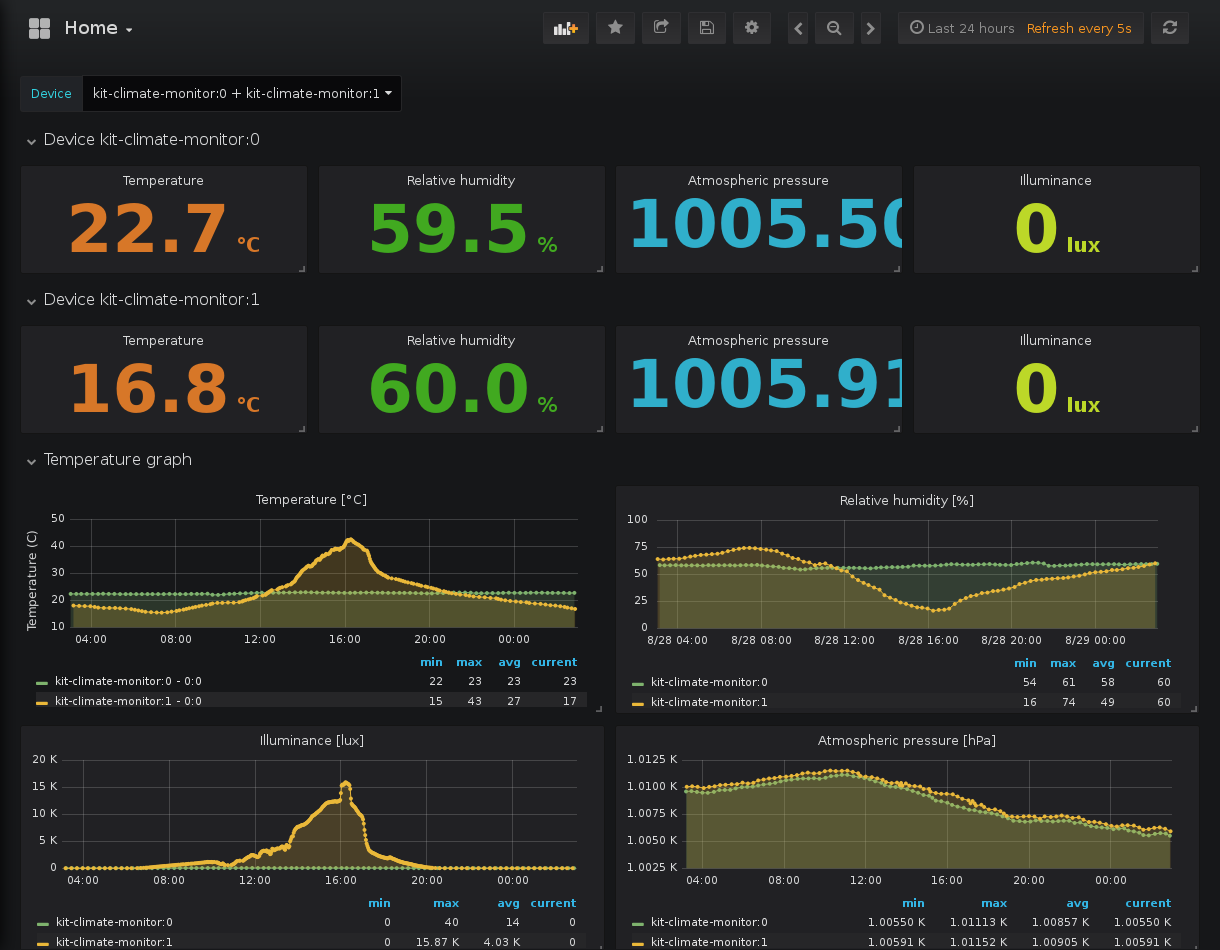 Home
Last 24 hours Refresh every 5s
Device kit-climate-monitor:0 + kit-climate-monitor:1
Device kit-climate-monitor:0
Temperature
22.7 °C
Relative humidity
59.5 %
Atmospheric pressure
1005.50
Illuminance
0 lux
Device kit-climate-monitor:1
Temperature
16.8 °C
Relative humidity
60.0 %
Atmospheric pressure
1005.91
Illuminance
0 lux
Temperature graph
Temperature [°C]
Temperature (C)
50
40
30
20
10
04:00 08:00 12:00 16:00 20:00 00:00
min max avg current
kit-climate-monitor:0 - 0:0 22 23 23 23
kit-climate-monitor:1 - 0:0 15 43 27 17
Relative humidity [%]
100
75
50
25
0
8/28 04:00 8/28 08:00 8/28 12:00 8/28 16:00 8/28 20:00 8/29 00:00
min max avg current
kit-climate-monitor:0 54 61 58 60
kit-climate-monitor:1 16 74 49 60
Illuminance [lux]
20 K
15 K
10 K
5 K
0
04:00 08:00 12:00 16:00 20:00 00:00
min max avg current
kit-climate-monitor:0 0 40 14 0
kit-climate-monitor:1 0 15.87 K 4.03 K 0
Atmospheric pressure [hPa]
1.0125 K
1.0100 K
1.0075 K
1.0050 K
1.0025 K
04:00 08:00 12:00 16:00 20:00 00:00
min max avg current
kit-climate-monitor:0 1.00550 K 1.01113 K 1.00857 K 1.00550 K
kit-climate-monitor:1 1.00591 K 1.01152 K 1.00905 K 1.00591 K